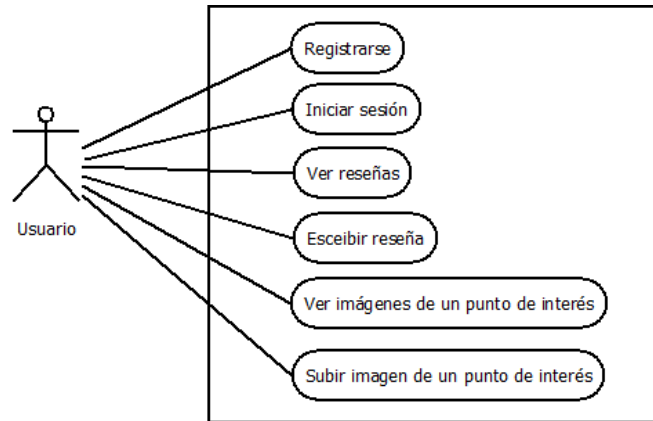 Registrarse
Iniciar sesión
Ver reseñas
Usuario
Esceibir reseña
Ver imágenes de un punto de interés
Subir imagen de un punto de interés